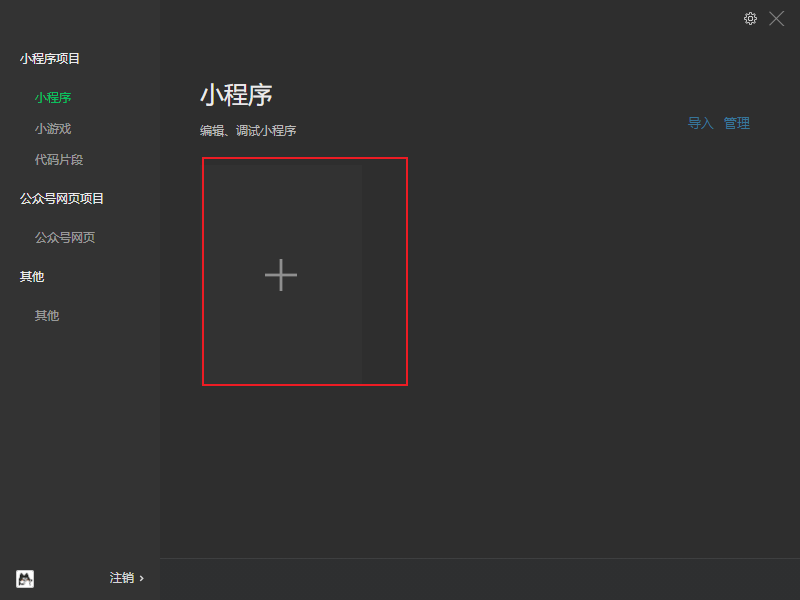 小程序项目
小程序
小游戏
代码片段
公众号网页项目
公众号网页
其他
其他
注销 ›
小程序
编辑、调试小程序
导入 管理